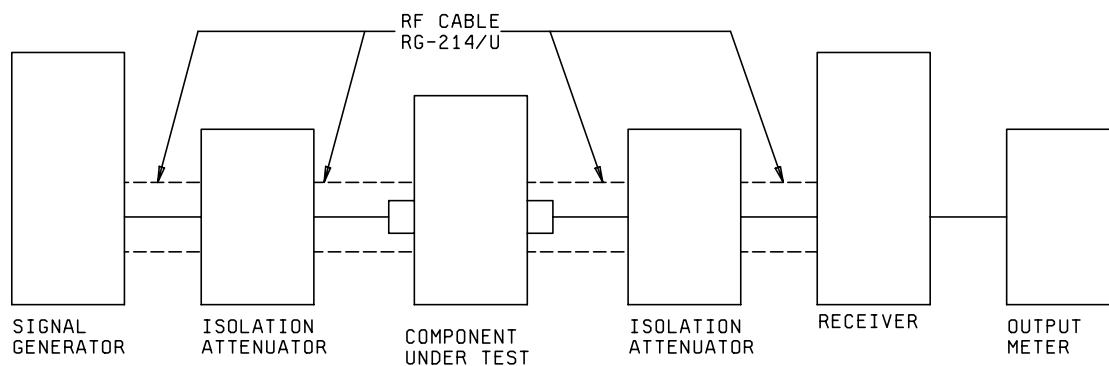 RF CABLE
RG-214/U
SIGNAL
GENERATOR
ISOLATION
ATTENUATOR
COMPONENT
UNDER TEST
ISOLATION
ATTENUATOR
RECEIVER
OUTPUT
METER